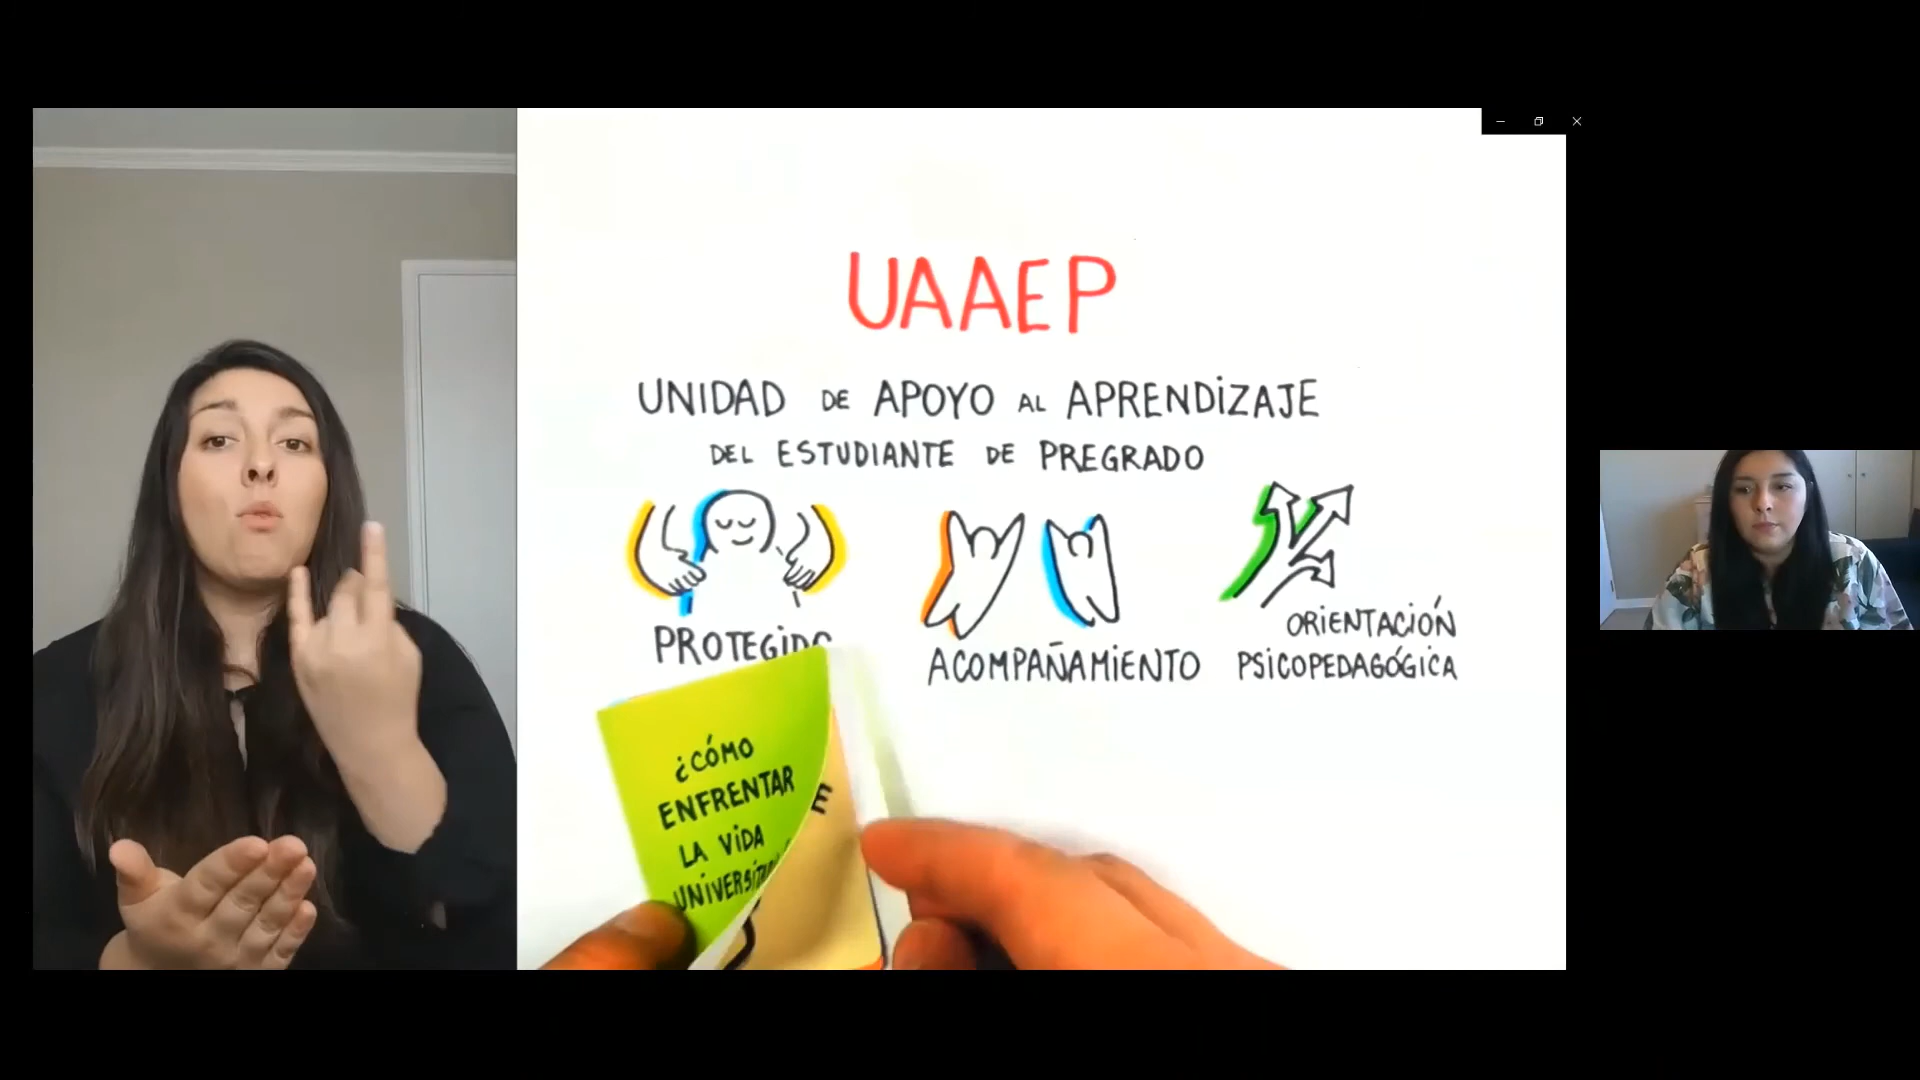 UAAEP
UNIDAD DE APOYO AL APRENDIZAJE
DEL ESTUDIANTE DE PREGRADO
ACOMPAÑAMIENTO
ORIENTACIÓN
PSICOPEDAGÓGICA
¿CÓMO
ENFRENTAR
LA VIDA